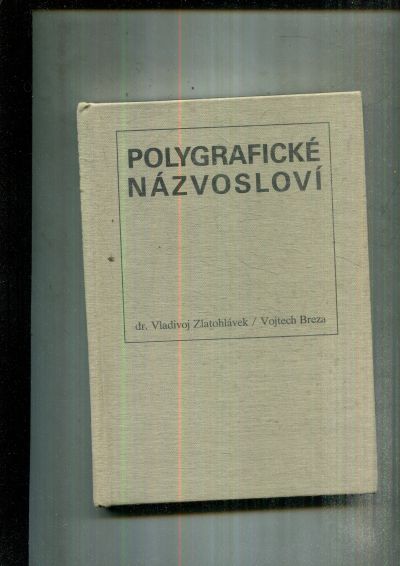 POLYGRAFICKÉ
NÁZVOSLOVÍ
dr. Vladivoj Zlatohlávek / Vojtech Breza